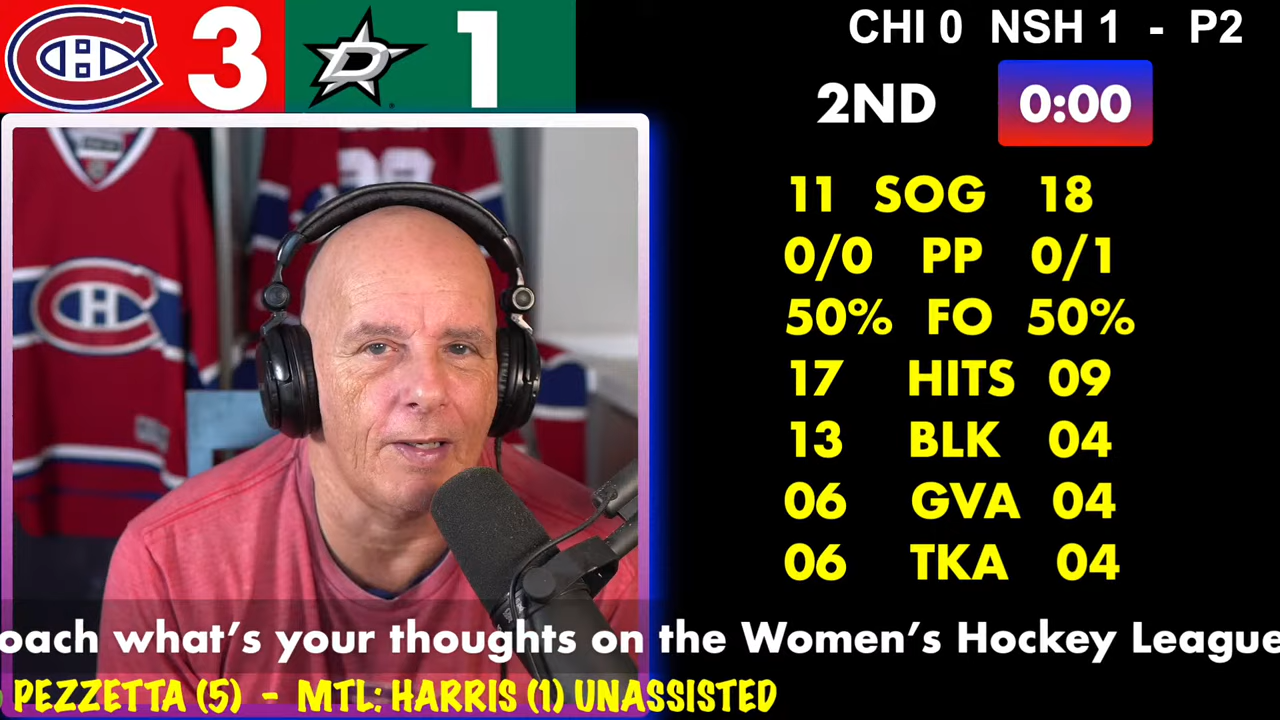 3 1
CHI 0 NSH 1 - P2
2ND 0:00
11 SOG 18
0/0 PP 0/1
50% FO 50%
17 HITS 09
13 BLK 04
06 GVA 04
06 TKA 04
oach what's your thoughts on the Women's Hockey League
PEZZETTA (5) - MTL: HARRIS (1) UNASSISTED